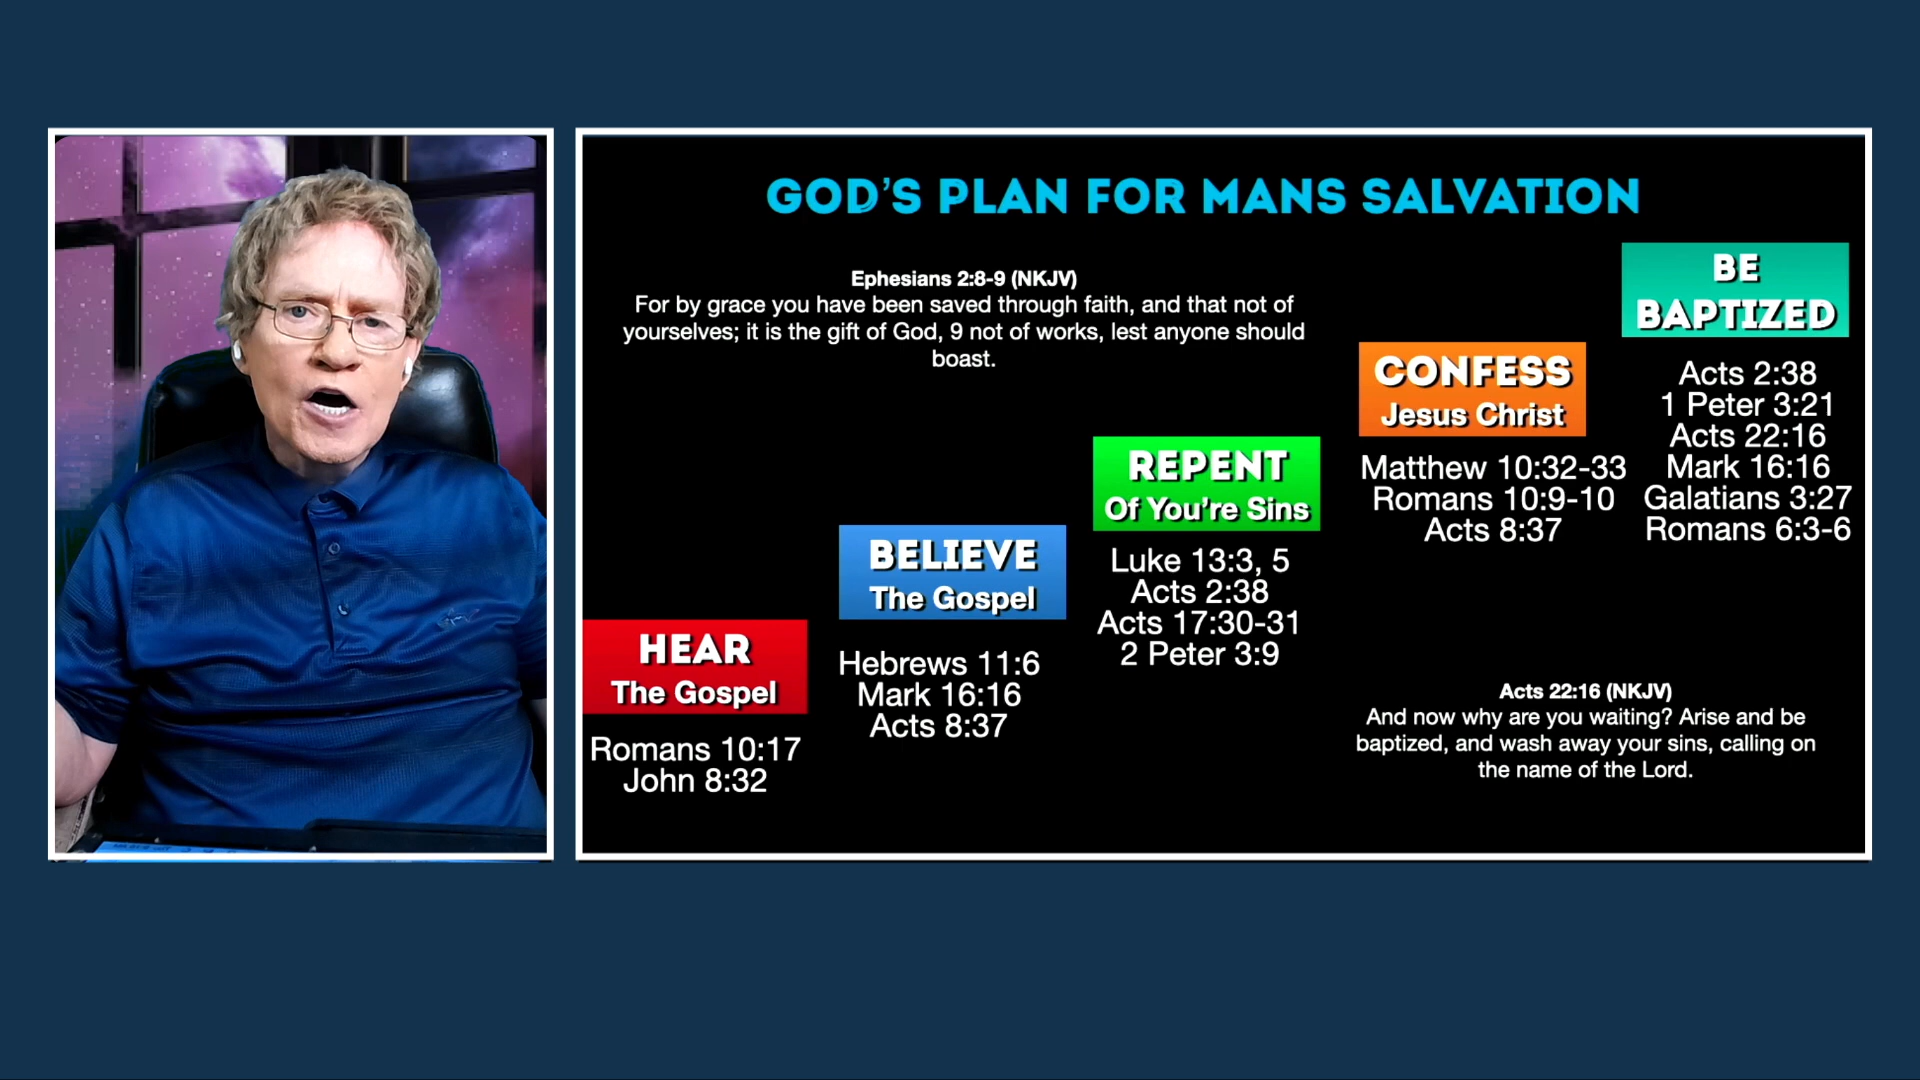 GOD'S PLAN FOR MANS SALVATION
Ephesians 2:8-9 (NKJV)
For by grace you have been saved through faith, and that not of
yourselves; it is the gift of God, 9 not of works, lest anyone should
boast.
HEAR
The Gospel
Romans 10:17
John 8:32
BELIEVE
The Gospel
Hebrews 11:6
Mark 16:16
Acts 8:37
REPENT
Of You're Sins
Luke 13:3, 5
Acts 2:38
Acts 17:30-31
2 Peter 3:9
CONFESS
Jesus Christ
Matthew 10:32-33
Romans 10:9-10
Acts 8:37
BE
BAPTIZED
Acts 2:38
1 Peter 3:21
Acts 22:16
Mark 16:16
Galatians 3:27
Romans 6:3-6
Acts 22:16 (NKJV)
And now why are you waiting? Arise and be
baptized, and wash away your sins, calling on
the name of the Lord.